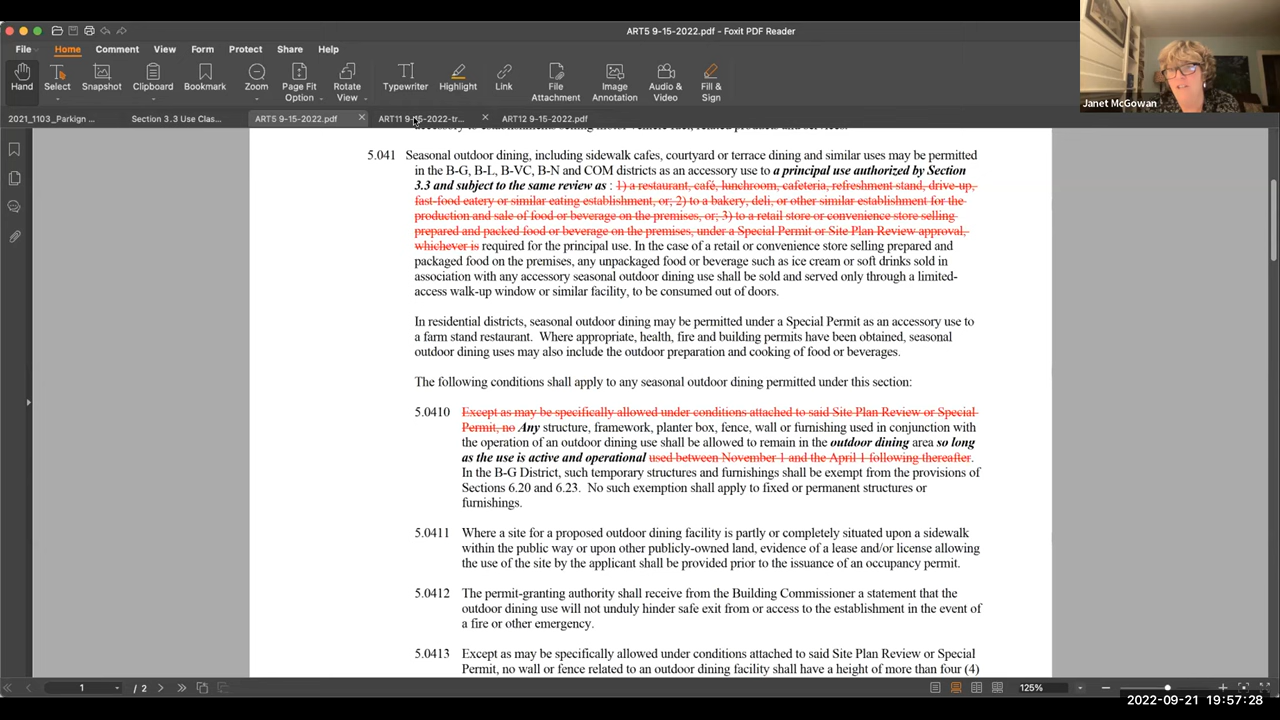 ART5 9-15-2022.pdf - Foxit PDF Reader
File Home Comment View Form Protect Share Help
Hand Select Snapshot Clipboard Bookmark Zoom Page Fit Option Rotate View Typewriter Highlight Link File Attachment Image Annotation Audio & Video Fill & Sign
Janet McGowan
2021_1103_Parkign ... Section 3.3 Use Clas... ART5 9-15-2022.pdf ART11 9-15-2022-tr... ART12 9-15-2022.pdf
accessory to establishments selling motor vehicle fuel, related products and services.
5.041 Seasonal outdoor dining, including sidewalk cafes, courtyard or terrace dining and similar uses may be permitted
in the B-G, B-L, B-VC, B-N and COM districts as an accessory use to a principal use authorized by Section
3.3 and subject to the same review as : 1) a restaurant, café, lunchroom, cafeteria, refreshment stand, drive-up,
fast-food eatery or similar eating establishment, or; 2) to a bakery, deli, or other similar establishment for the
production and sale of food or beverage on the premises, or; 3) to a retail store or convenience store selling
prepared and packed food or beverage on the premises, under a Special Permit or Site Plan Review approval,
whichever is required for the principal use. In the case of a retail or convenience store selling prepared and
packaged food on the premises, any unpackaged food or beverage such as ice cream or soft drinks sold in
association with any accessory seasonal outdoor dining use shall be sold and served only through a limited-
access walk-up window or similar facility, to be consumed out of doors.
In residential districts, seasonal outdoor dining may be permitted under a Special Permit as an accessory use to
a farm stand restaurant. Where appropriate, health, fire and building permits have been obtained, seasonal
outdoor dining uses may also include the outdoor preparation and cooking of food or beverages.
The following conditions shall apply to any seasonal outdoor dining permitted under this section:
5.0410 Except as may be specifically allowed under conditions attached to said Site Plan Review or Special
Permit, no Any structure, framework, planter box, fence, wall or furnishing used in conjunction with
the operation of an outdoor dining use shall be allowed to remain in the outdoor dining area so long
as the use is active and operational used between November 1 and the April 1 following thereafter.
In the B-G District, such temporary structures and furnishings shall be exempt from the provisions of
Sections 6.20 and 6.23. No such exemption shall apply to fixed or permanent structures or
furnishings.
5.0411 Where a site for a proposed outdoor dining facility is partly or completely situated upon a sidewalk
within the public way or upon other publicly-owned land, evidence of a lease and/or license allowing
the use of the site by the applicant shall be provided prior to the issuance of an occupancy permit.
5.0412 The permit-granting authority shall receive from the Building Commissioner a statement that the
outdoor dining use will not unduly hinder safe exit from or access to the establishment in the event of
a fire or other emergency.
5.0413 Except as may be specifically allowed under conditions attached to said Site Plan Review or Special
Permit, no wall or fence related to an outdoor dining facility shall have a height of more than four (4)
1 / 2 125%
2022-09-21 19:57:28